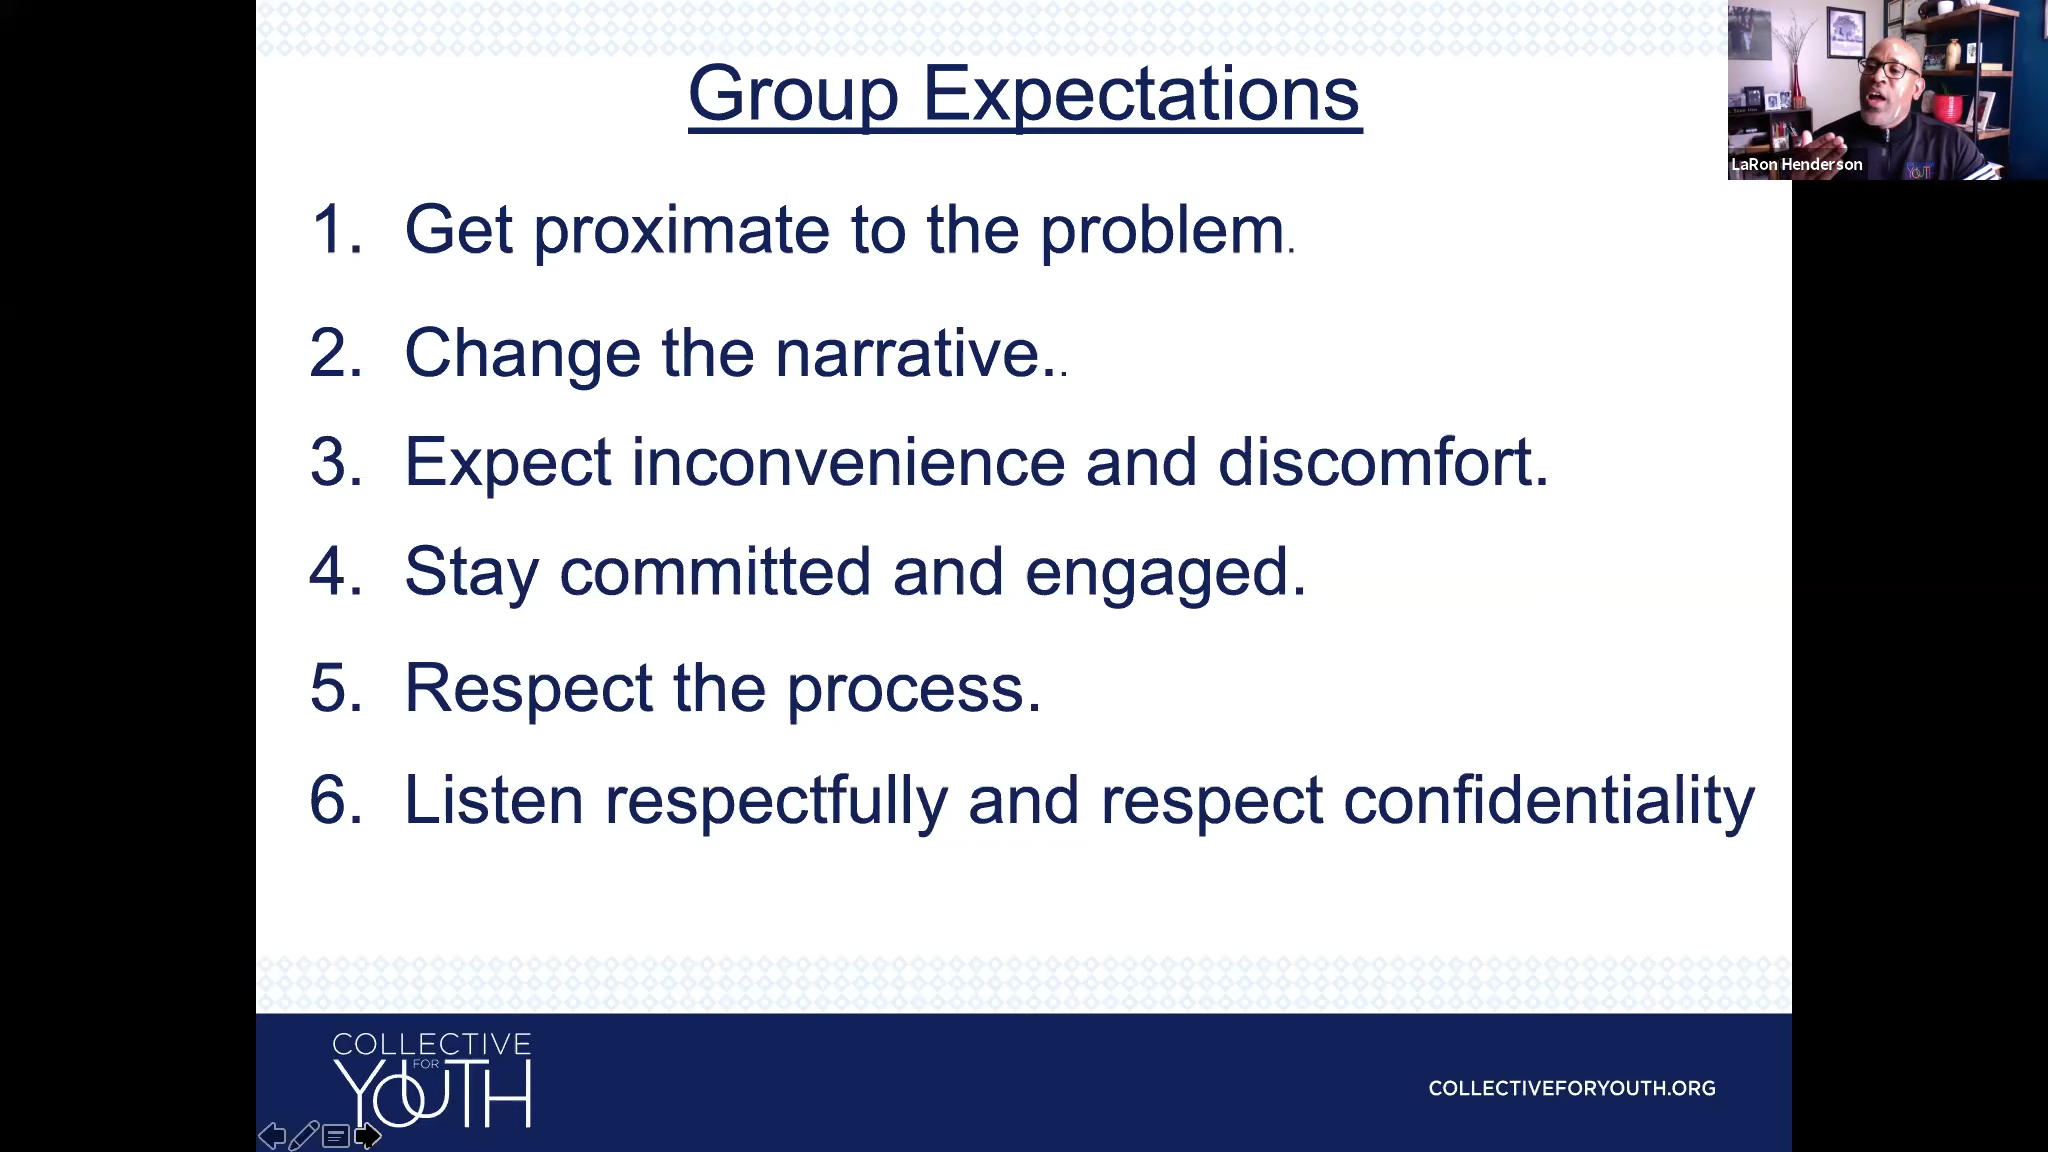 Group Expectations
LaRon Henderson
1. Get proximate to the problem.
2. Change the narrative..
3. Expect inconvenience and discomfort.
4. Stay committed and engaged.
5. Respect the process.
6. Listen respectfully and respect confidentiality
COLLECTIVE
FOR
YOUTH
COLLECTIVEFORYOUTH.ORG